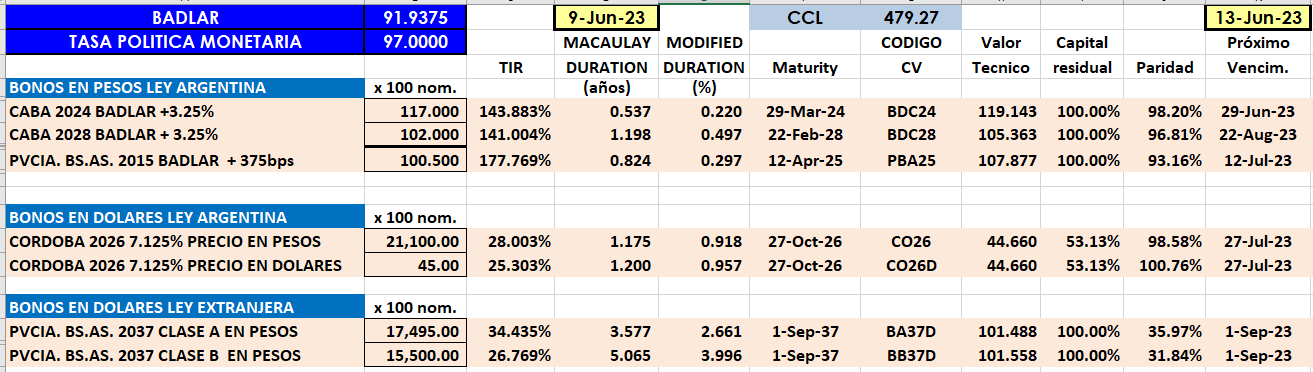 BADLAR 91.9375 9-Jun-23 CCL 479.27 13-Jun-23
TASA POLITICA MONETARIA 97.0000 MACAULAY MODIFIED CODIGO Valor Capital Próximo
TIR DURATION DURATION Maturity CV Tecnico residual Paridad Vencim.
BONOS EN PESOS LEY ARGENTINA x 100 nom. (años) (%)
CABA 2024 BADLAR +3.25% 117.000 143.883% 0.537 0.220 29-Mar-24 BDC24 119.143 100.00% 98.20% 29-Jun-23
CABA 2028 BADLAR + 3.25% 102.000 141.004% 1.198 0.497 22-Feb-28 BDC28 105.363 100.00% 96.81% 22-Aug-23
PVCIA. BS.AS. 2015 BADLAR + 375bps 100.500 177.769% 0.824 0.297 12-Apr-25 PBA25 107.877 100.00% 93.16% 12-Jul-23
BONOS EN DOLARES LEY ARGENTINA x 100 nom.
CORDOBA 2026 7.125% PRECIO EN PESOS 21,100.00 28.003% 1.175 0.918 27-Oct-26 CO26 44.660 53.13% 98.58% 27-Jul-23
CORDOBA 2026 7.125% PRECIO EN DOLARES 45.00 25.303% 1.200 0.957 27-Oct-26 CO26D 44.660 53.13% 100.76% 27-Jul-23
BONOS EN DOLARES LEY EXTRANJERA x 100 nom.
PVCIA. BS.AS. 2037 CLASE A EN PESOS 17,495.00 34.435% 3.577 2.661 1-Sep-37 BA37D 101.488 100.00% 35.97% 1-Sep-23
PVCIA. BS.AS. 2037 CLASE B EN PESOS 15,500.00 26.769% 5.065 3.996 1-Sep-37 BB37D 101.558 100.00% 31.84% 1-Sep-23